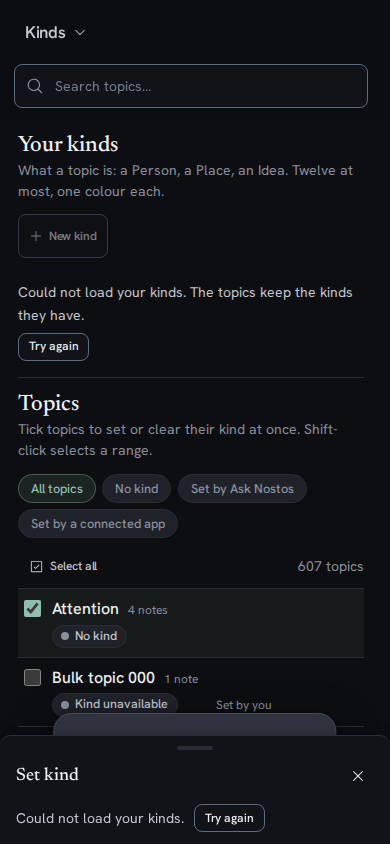 Kinds
Search topics...
Your kinds
What a topic is: a Person, a Place, an Idea. Twelve at
most, one colour each.
New kind
Could not load your kinds. The topics keep the kinds
they have.
Try again
Topics
Tick topics to set or clear their kind at once. Shift-
click selects a range.
All topics No kind Set by Ask Nostos
Set by a connected app
Select all 607 topics
Attention 4 notes
No kind
Bulk topic 000 1 note
Kind unavailable Set by you
Set kind
Could not load your kinds. Try again